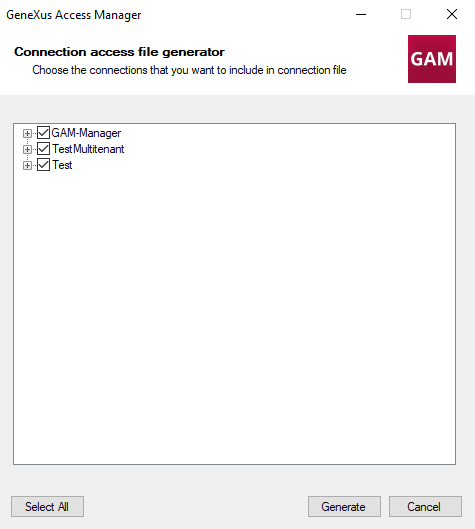 GeneXus Access Manager
Connection access file generator
Choose the connections that you want to include in connection file
GAM
GAM-Manager
TestMultitenant
Test
Select All
Generate
Cancel